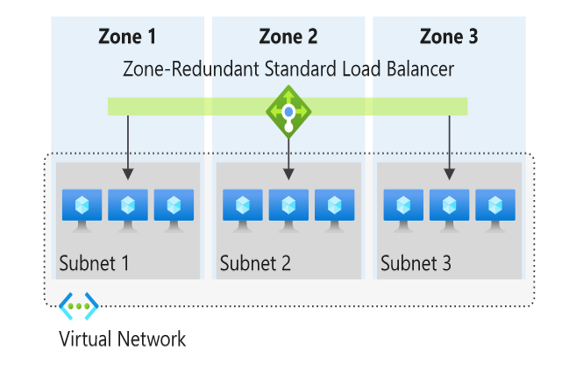 Zone 1
Zone 2
Zone 3
Zone-Redundant Standard Load Balancer
Subnet 1
Subnet 2
Subnet 3
Virtual Network